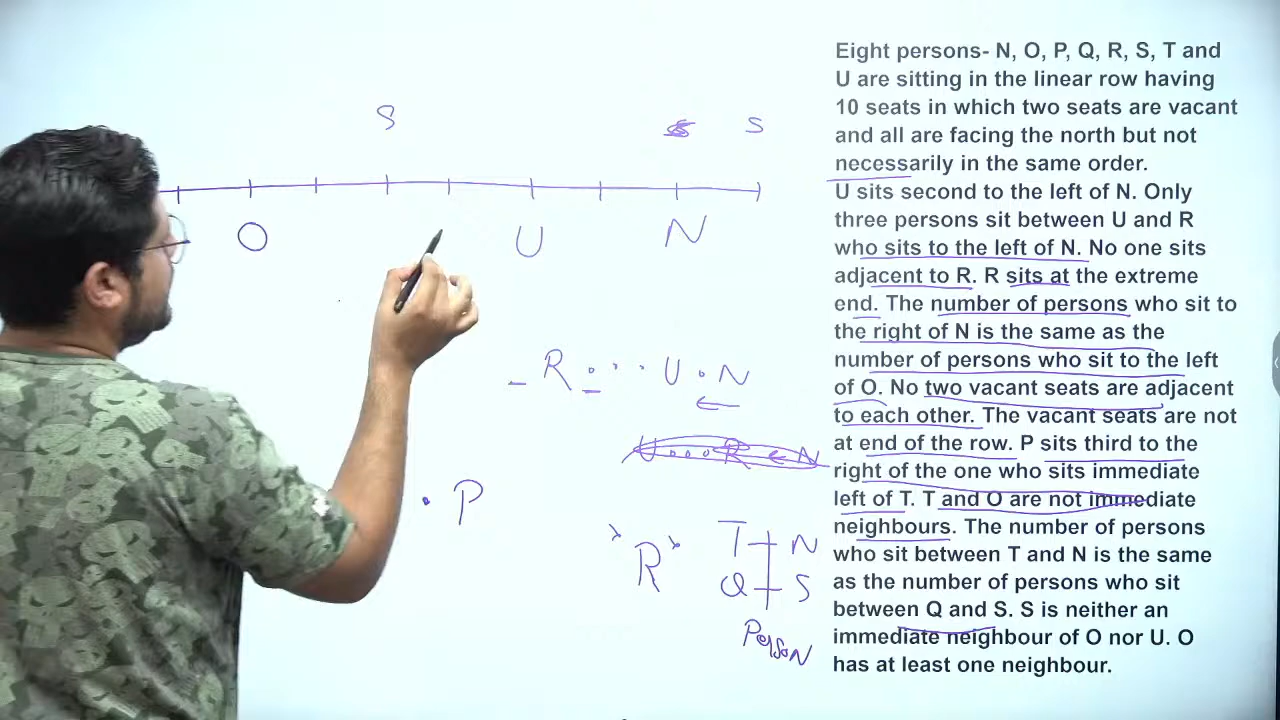 S S
O U N
_ R . . . U . N
. P
R T N
Q S
Person
Eight persons- N, O, P, Q, R, S, T and
U are sitting in the linear row having
10 seats in which two seats are vacant
and all are facing the north but not
necessarily in the same order.
U sits second to the left of N. Only
three persons sit between U and R
who sits to the left of N. No one sits
adjacent to R. R sits at the extreme
end. The number of persons who sit to
the right of N is the same as the
number of persons who sit to the left
of O. No two vacant seats are adjacent
to each other. The vacant seats are not
at end of the row. P sits third to the
right of the one who sits immediate
left of T. T and O are not immediate
neighbours. The number of persons
who sit between T and N is the same
as the number of persons who sit
between Q and S. S is neither an
immediate neighbour of O nor U. O
has at least one neighbour.